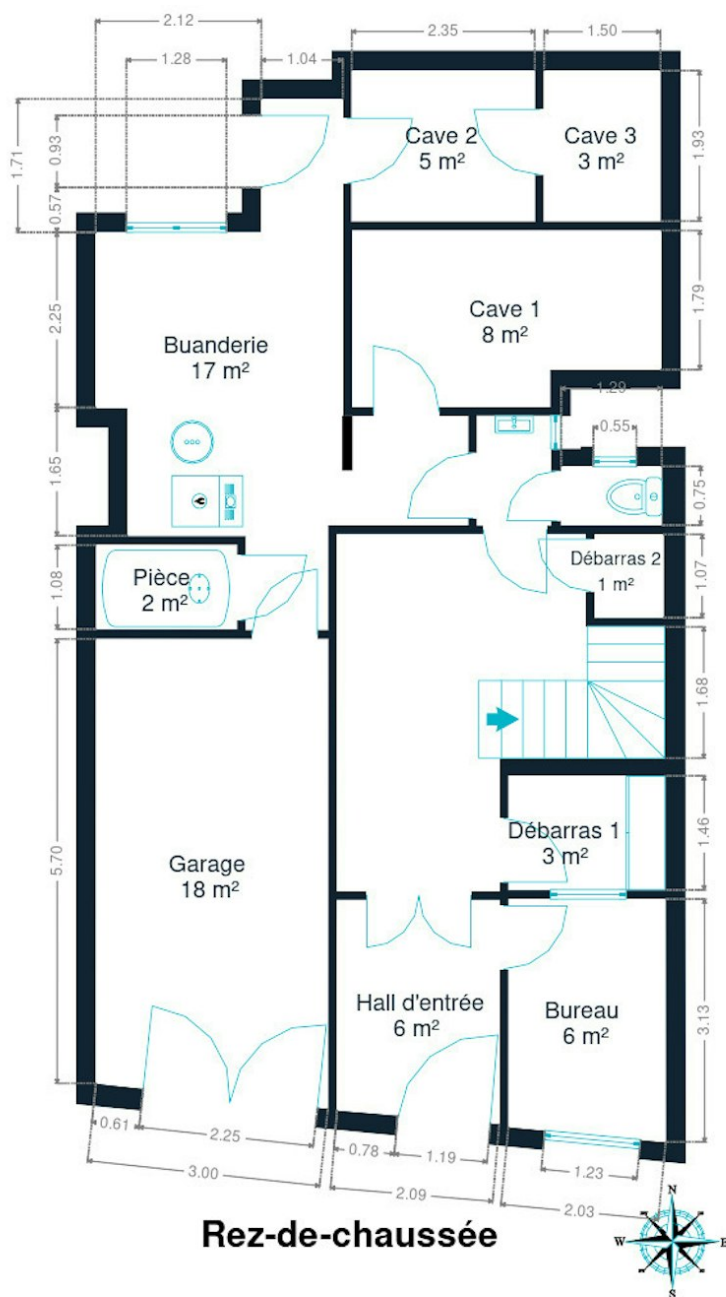 2.12
2.35
1.50
1.28
1.04
1.71
0.93
0.57
Cave 2
5 m²
Cave 3
3 m²
1.93
2.25
Buanderie
17 m²
Cave 1
8 m²
1.79
1.29
0.55
1.65
0.75
1.08
Pièce
2 m²
Débarras 2
1 m²
1.07
1.68
5.70
Garage
18 m²
Débarras 1
3 m²
1.46
Hall d'entrée
6 m²
Bureau
6 m²
3.13
0.61
2.25
3.00
0.78
1.19
2.09
1.23
2.03
Rez-de-chaussée
N
W
E
S